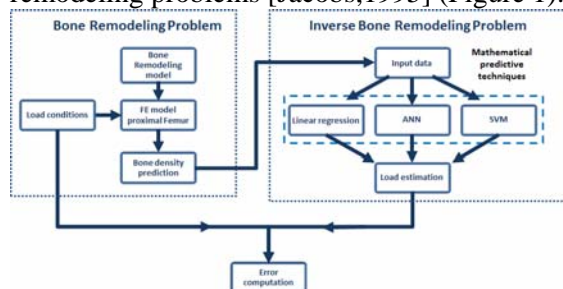 remodeling problems [Jacobs,1995] (Figure 1).
Bone Remodeling Problem
Inverse Bone Remodeling Problem
Bone
Remodeling model
Load conditions
FE model
proximal Femur
Bone density
prediction
Input data
Mathematical
predictive
techniques
Linear regression
ANN
SVM
Load estimation
Error
computation